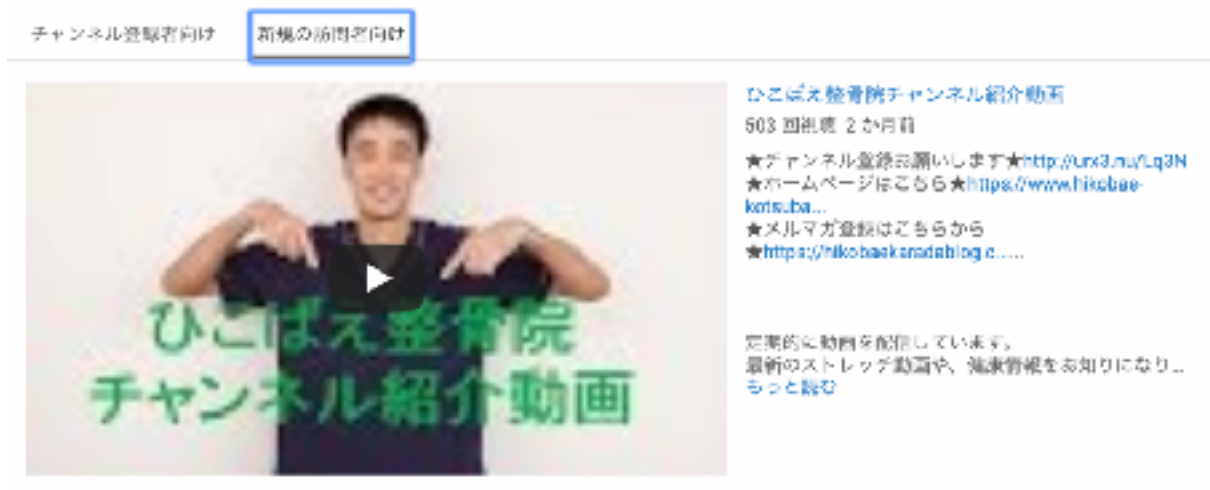 チャンネル登録者向け
新規の訪問者向け
ひこばえ整骨院
チャンネル紹介動画
ひこばえ整骨院チャンネル紹介動画
503 回視聴 2 か月前
★チャンネル登録お願いします★http://urx3.nu/Lq3N
★ホームページはこちら★https://www.hikobae-
kotsuba...
★メルマガ登録はこちらから
★https://hikobaekaradablog.c......
定期的に動画を配信しています。
最新のストレッチ動画や、健康情報をお知りになり...
もっと読む